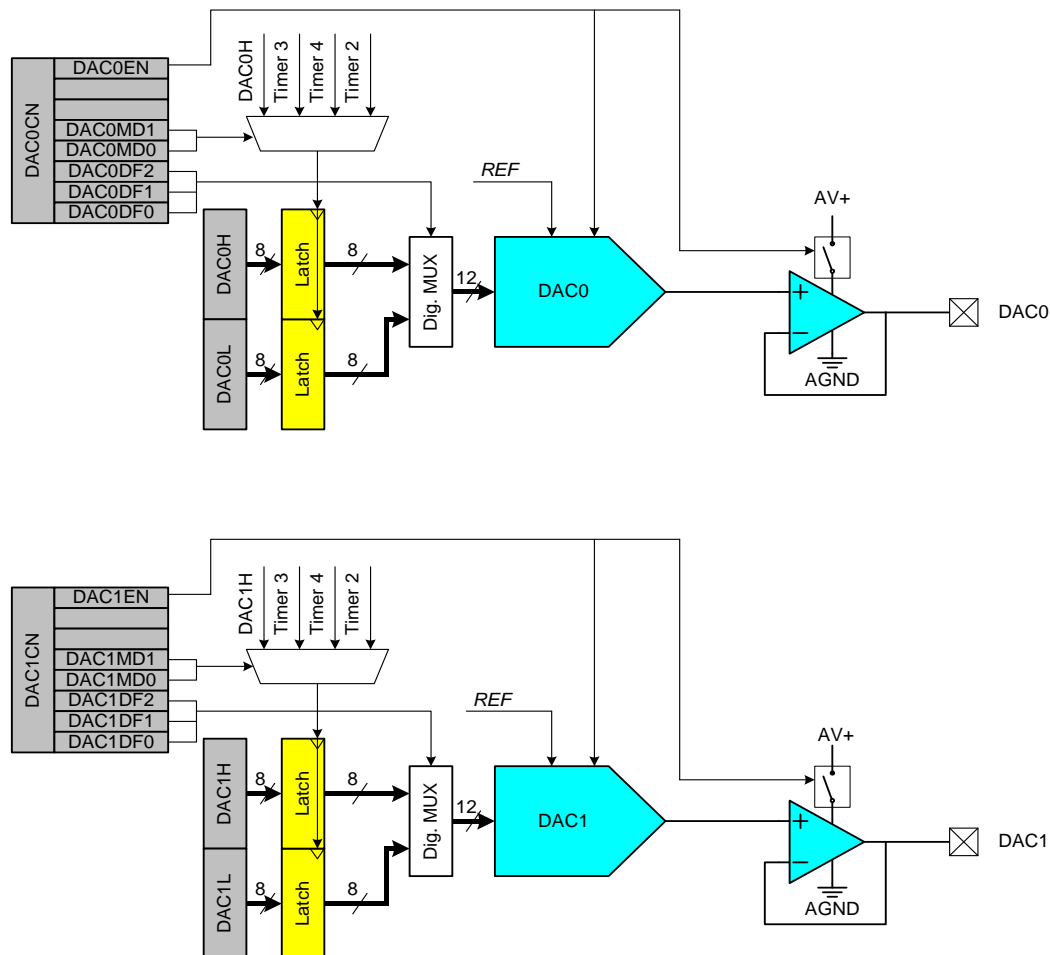 DAC0CN
DAC0EN
DAC0MD1
DAC0MD0
DAC0DF2
DAC0DF1
DAC0DF0
DAC0H
Timer 3
Timer 4
Timer 2
REF
AV+
DAC0H
8
Latch
8
Dig. MUX
12
DAC0
+
−
DAC0
DAC0L
8
Latch
8
AGND
DAC1CN
DAC1EN
DAC1MD1
DAC1MD0
DAC1DF2
DAC1DF1
DAC1DF0
DAC1H
Timer 3
Timer 4
Timer 2
REF
AV+
DAC1H
8
Latch
8
Dig. MUX
12
DAC1
+
−
DAC1
DAC1L
8
Latch
8
AGND